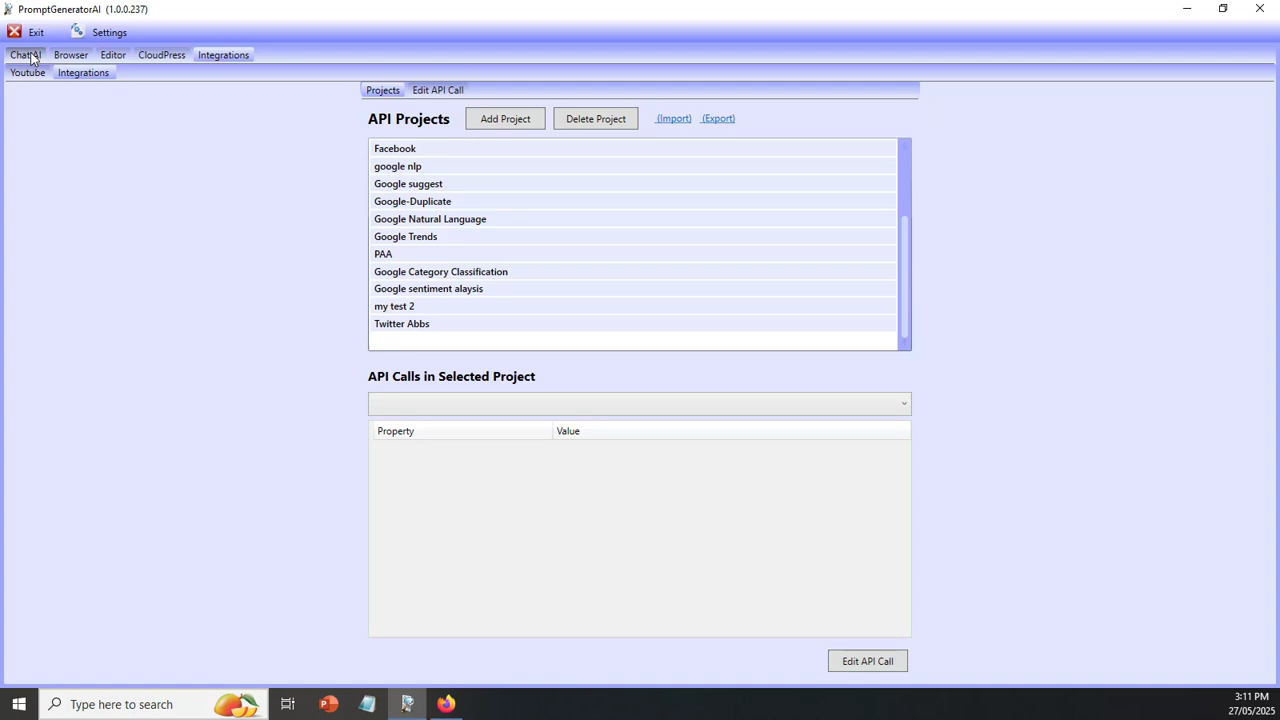 PromptGeneratorAI (1.0.0.237)
Exit Settings
ChatAI Browser Editor CloudPress Integrations
Youtube Integrations
Projects Edit API Call
API Projects Add Project Delete Project (Import) (Export)
Facebook
google nlp
Google suggest
Google-Duplicate
Google Natural Language
Google Trends
PAA
Google Category Classification
Google sentiment alaysis
my test 2
Twitter Abbs
API Calls in Selected Project
Property Value
Edit API Call
Type here to search
3:11 PM
27/05/2025